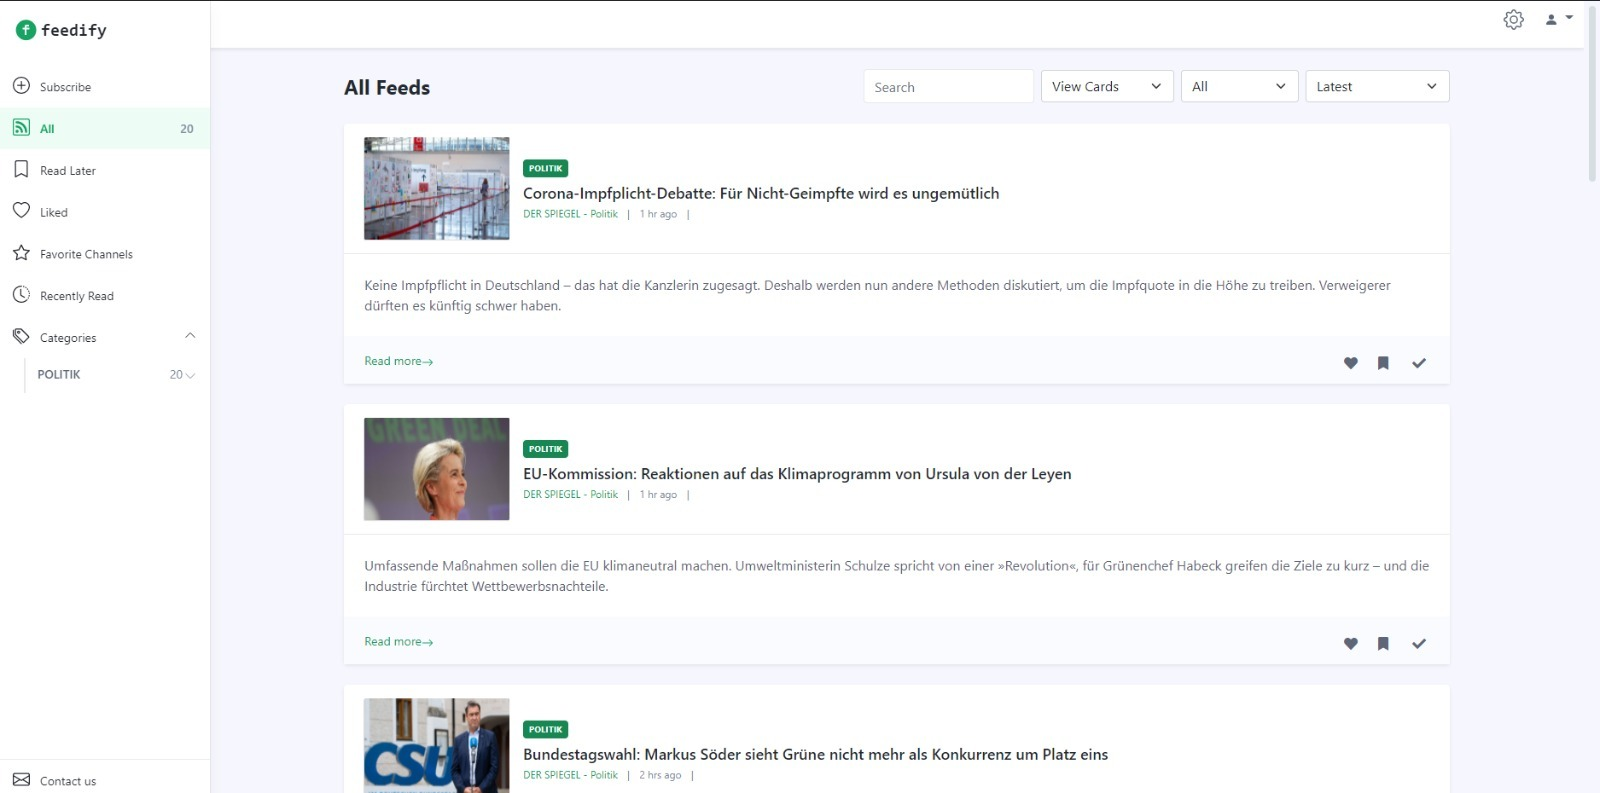 feedify
Subscribe
All 20
Read Later
Liked
Favorite Channels
Recently Read
Categories
POLITIK 20
Contact us
All Feeds
Search
View Cards
All
Latest
POLITIK
Corona-Impfplicht-Debatte: Für Nicht-Geimpfte wird es ungemütlich
DER SPIEGEL - Politik | 1 hr ago |
Keine Impfpflicht in Deutschland – das hat die Kanzlerin zugesagt. Deshalb werden nun andere Methoden diskutiert, um die Impfquote in die Höhe zu treiben. Verweigerer
dürften es künftig schwer haben.
Read more→
GREEN DEAL
POLITIK
EU-Kommission: Reaktionen auf das Klimaprogramm von Ursula von der Leyen
DER SPIEGEL - Politik | 1 hr ago |
Umfassende Maßnahmen sollen die EU klimaneutral machen. Umweltministerin Schulze spricht von einer »Revolution«, für Grünenchef Habeck greifen die Ziele zu kurz – und die
Industrie fürchtet Wettbewerbsnachteile.
Read more→
CSU
POLITIK
Bundestagswahl: Markus Söder sieht Grüne nicht mehr als Konkurrenz um Platz eins
DER SPIEGEL - Politik | 2 hrs ago |